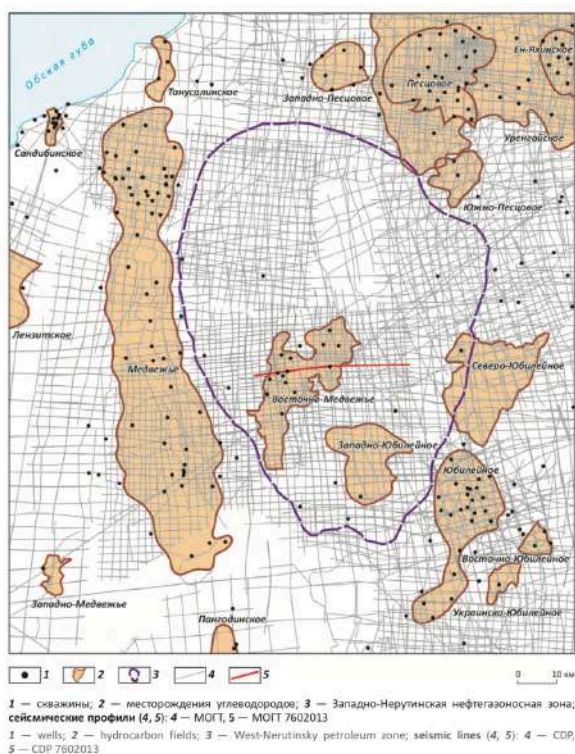 Обская губа
Ен-Яхинское
Песцовое
Танусалинское
Западно-Песцовое
Уренгойское
Сандибинское
Южно-Песцовое
Лензитское
Медвежье
Северо-Юбилейное
Восточно-Медвежье
Западно-Юбилейное
Юбилейное
Восточно-Юбилейное
Западно-Медвежье
Украинско-Юбилейное
Пангодинское
1 2 3 4 5 0 10 км
1 — скважины; 2 — месторождения углеводородов; 3 — Западно-Нерутинская нефтегазоносная зона;
сейсмические профили (4, 5): 4 — МОГТ, 5 — МОГТ 7602013
1 — wells; 2 — hydrocarbon fields; 3 — West-Nerutinsky petroleum zone; seismic lines (4, 5): 4 — CDP,
5 — CDP 7602013